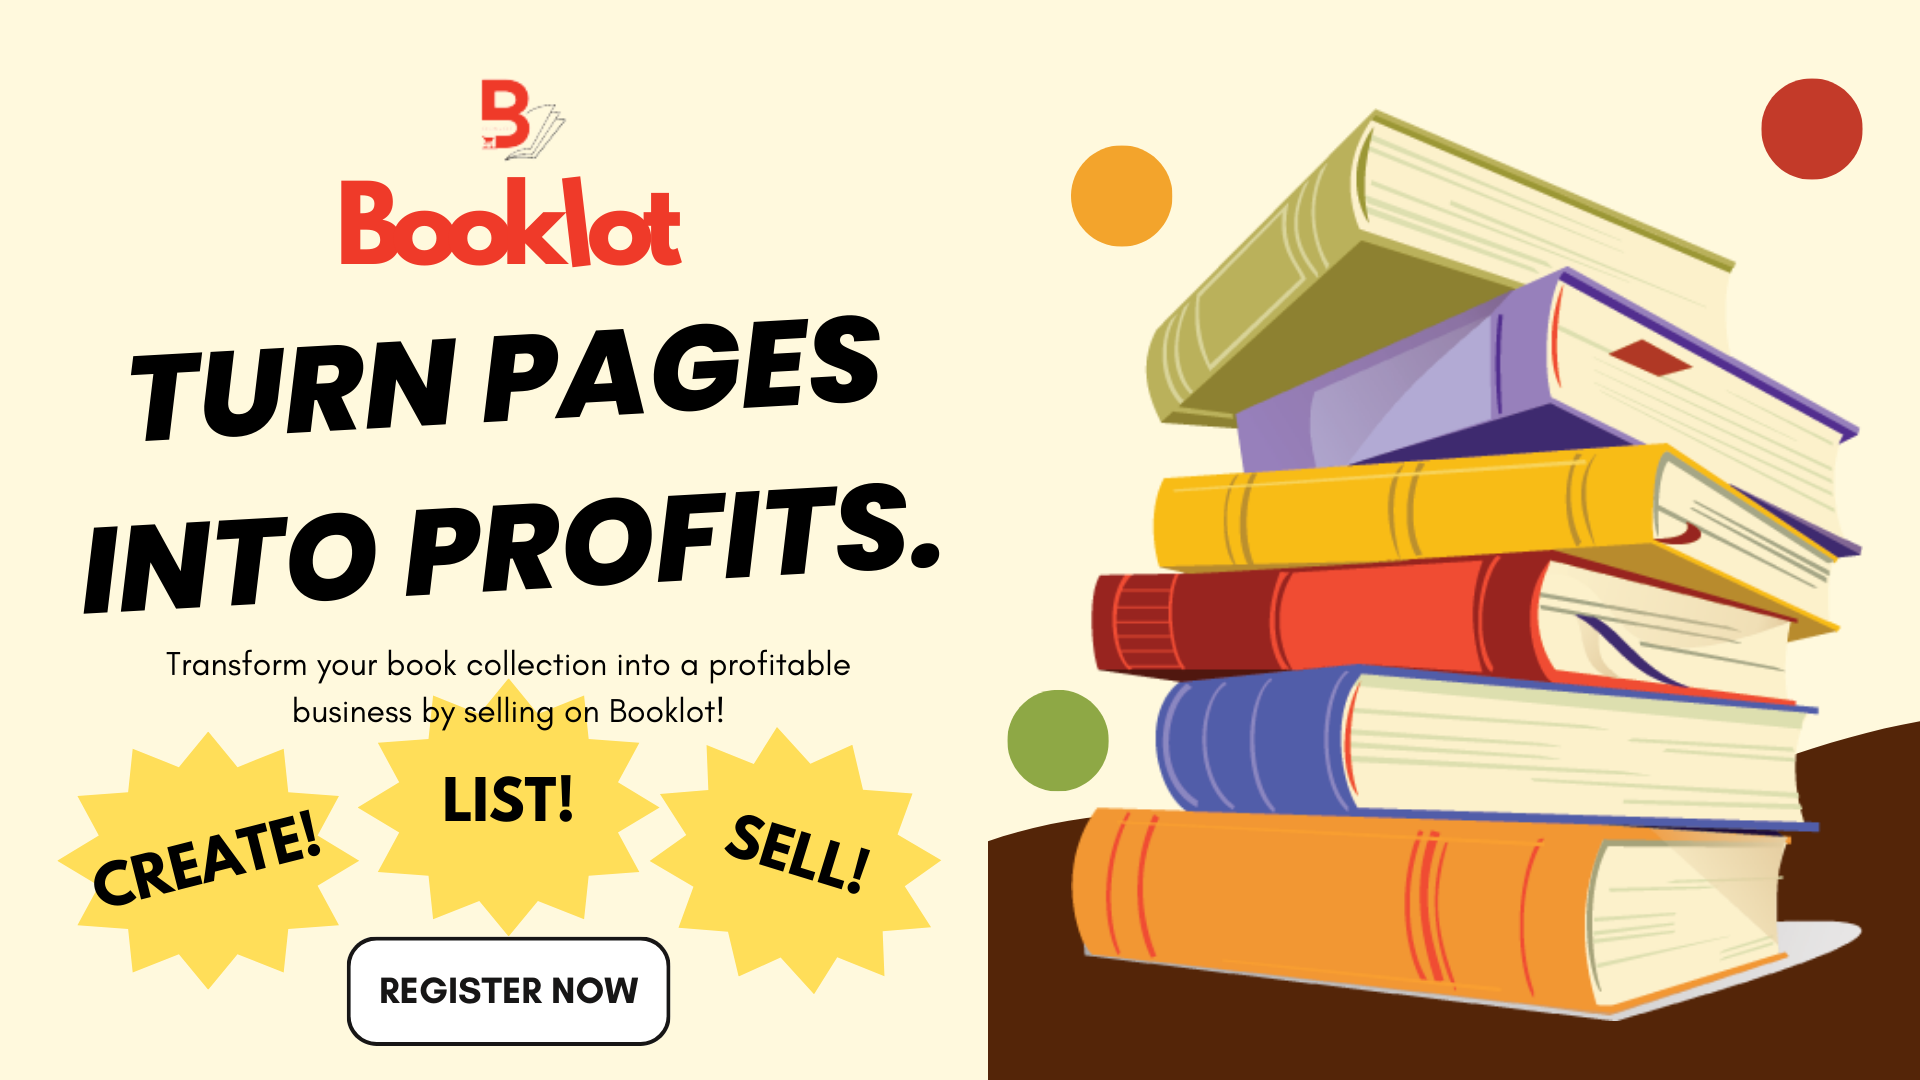 B
Booklot
TURN PAGES
INTO PROFITS.
Transform your book collection into a profitable
business by selling on Booklot!
CREATE!
LIST!
SELL!
REGISTER NOW